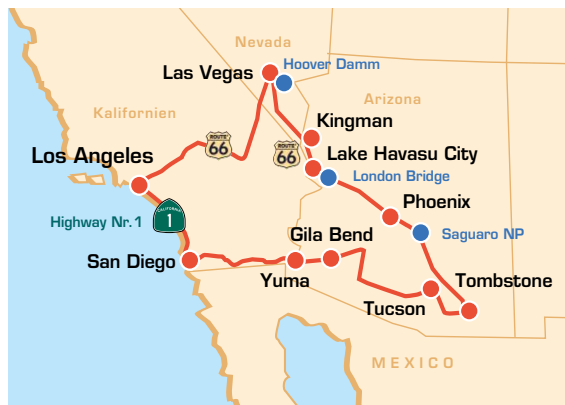 Nevada
Hoover Damm
Las Vegas
Arizona
Kalifornien
Kingman
ROUTE
66
ROUTE
66
Los Angeles
Lake Havasu City
London Bridge
Phoenix
CALIFORNIA
1
Highway Nr. 1
Saguaro NP
Gila Bend
San Diego
Yuma
Tombstone
Tucson
MEXICO